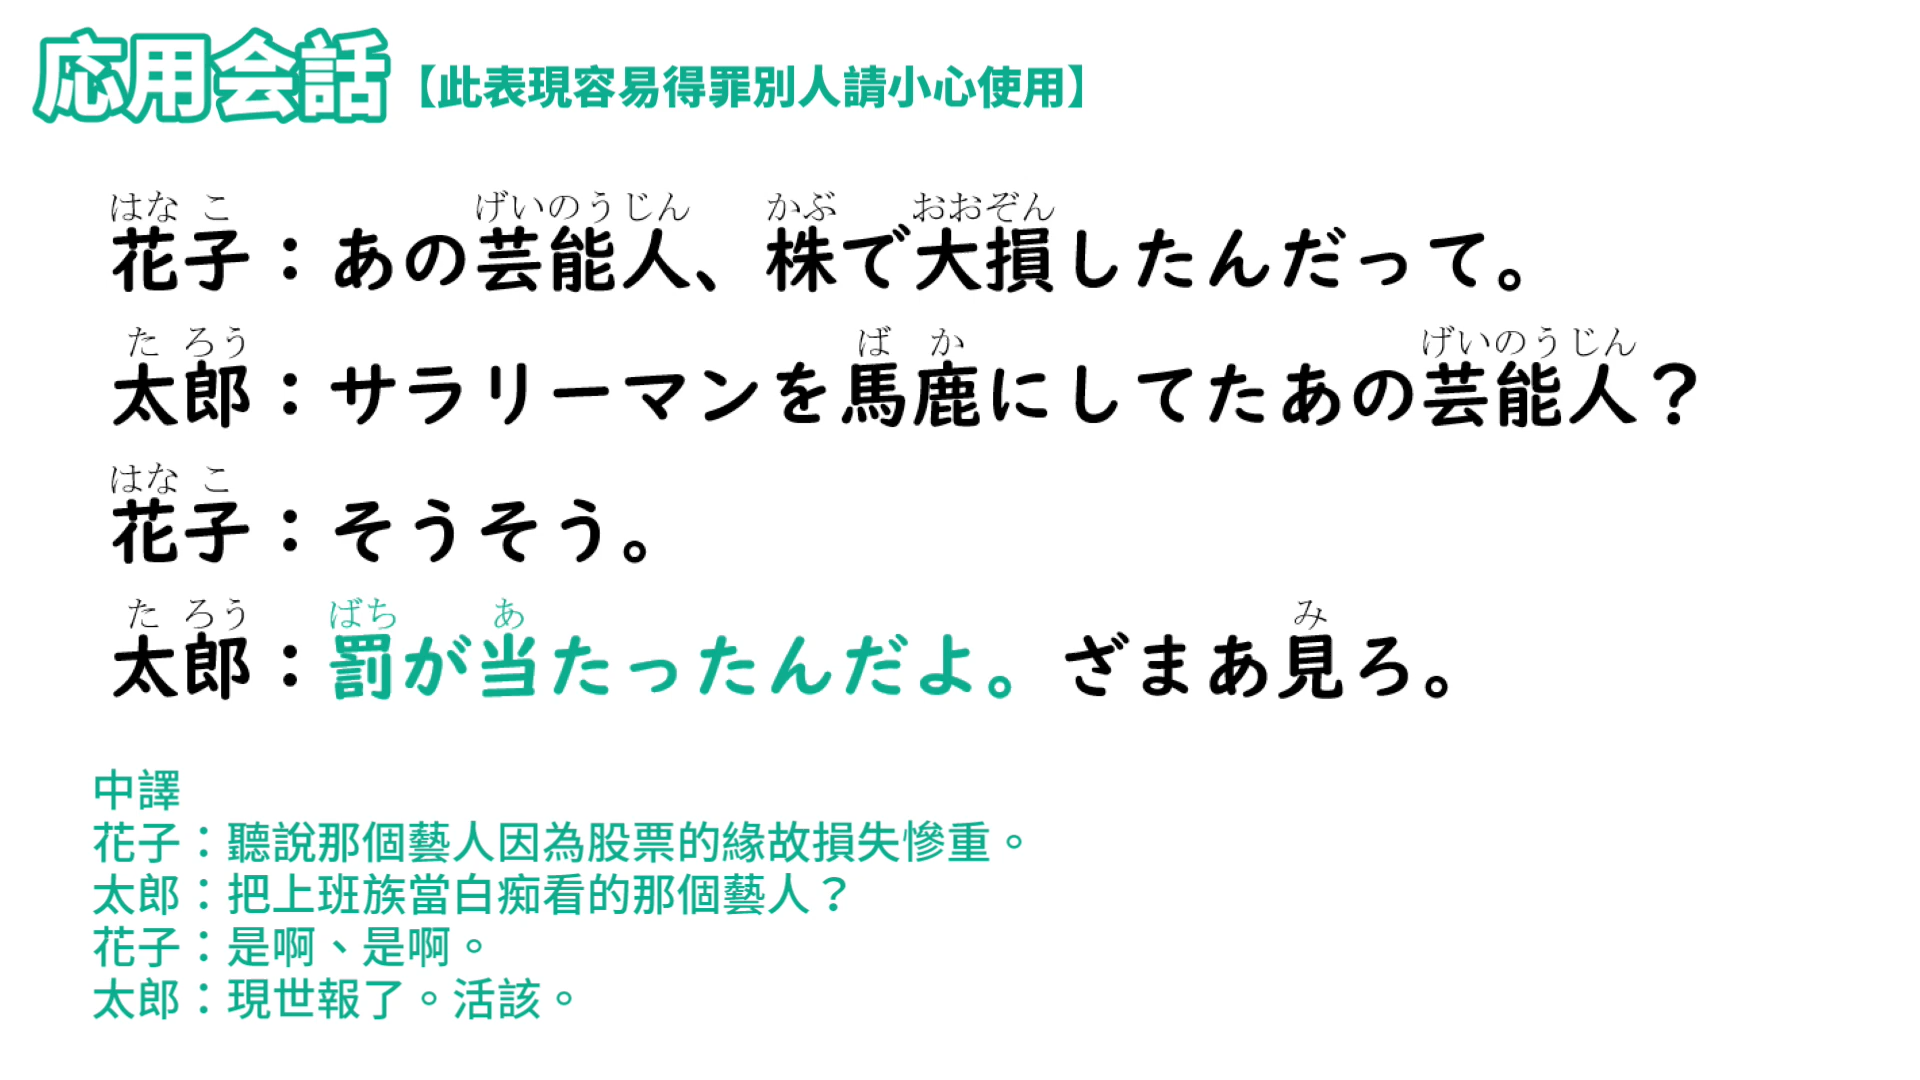 応用会話【此表現容易得罪別人請小心使用】
はなこ げいのうじん かぶ おおぞん
花子：あの芸能人、株で大損したんだって。
たろう ばか げいのうじん
太郎：サラリーマンを馬鹿にしてたあの芸能人？
はなこ
花子：そうそう。
たろう ばち あ み
太郎：罰が当たったんだよ。ざまあ見ろ。
中譯
花子：聽說那個藝人因為股票的緣故損失慘重。
太郎：把上班族當白痴看的那個藝人？
花子：是啊、是啊。
太郎：現世報了。活該。